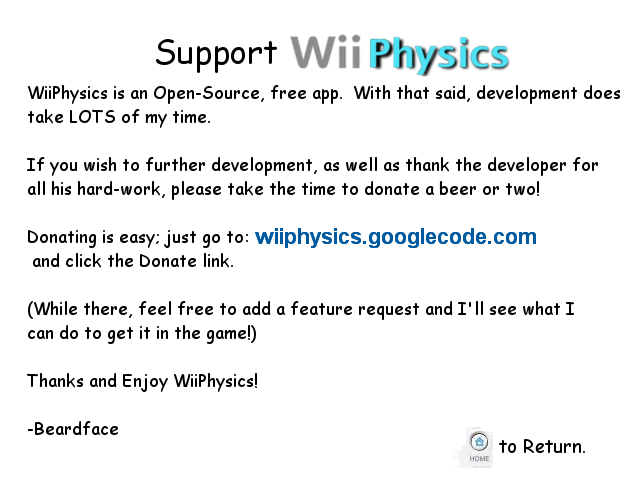 Support Wii Physics
WiiPhysics is an Open-Source, free app. With that said, development does
take LOTS of my time.
If you wish to further development, as well as thank the developer for
all his hard-work, please take the time to donate a beer or two!
Donating is easy; just go to: wiiphysics.googlecode.com
and click the Donate link.
(While there, feel free to add a feature request and I'll see what I
can do to get it in the game!)
Thanks and Enjoy WiiPhysics!
-Beardface
HOME to Return.